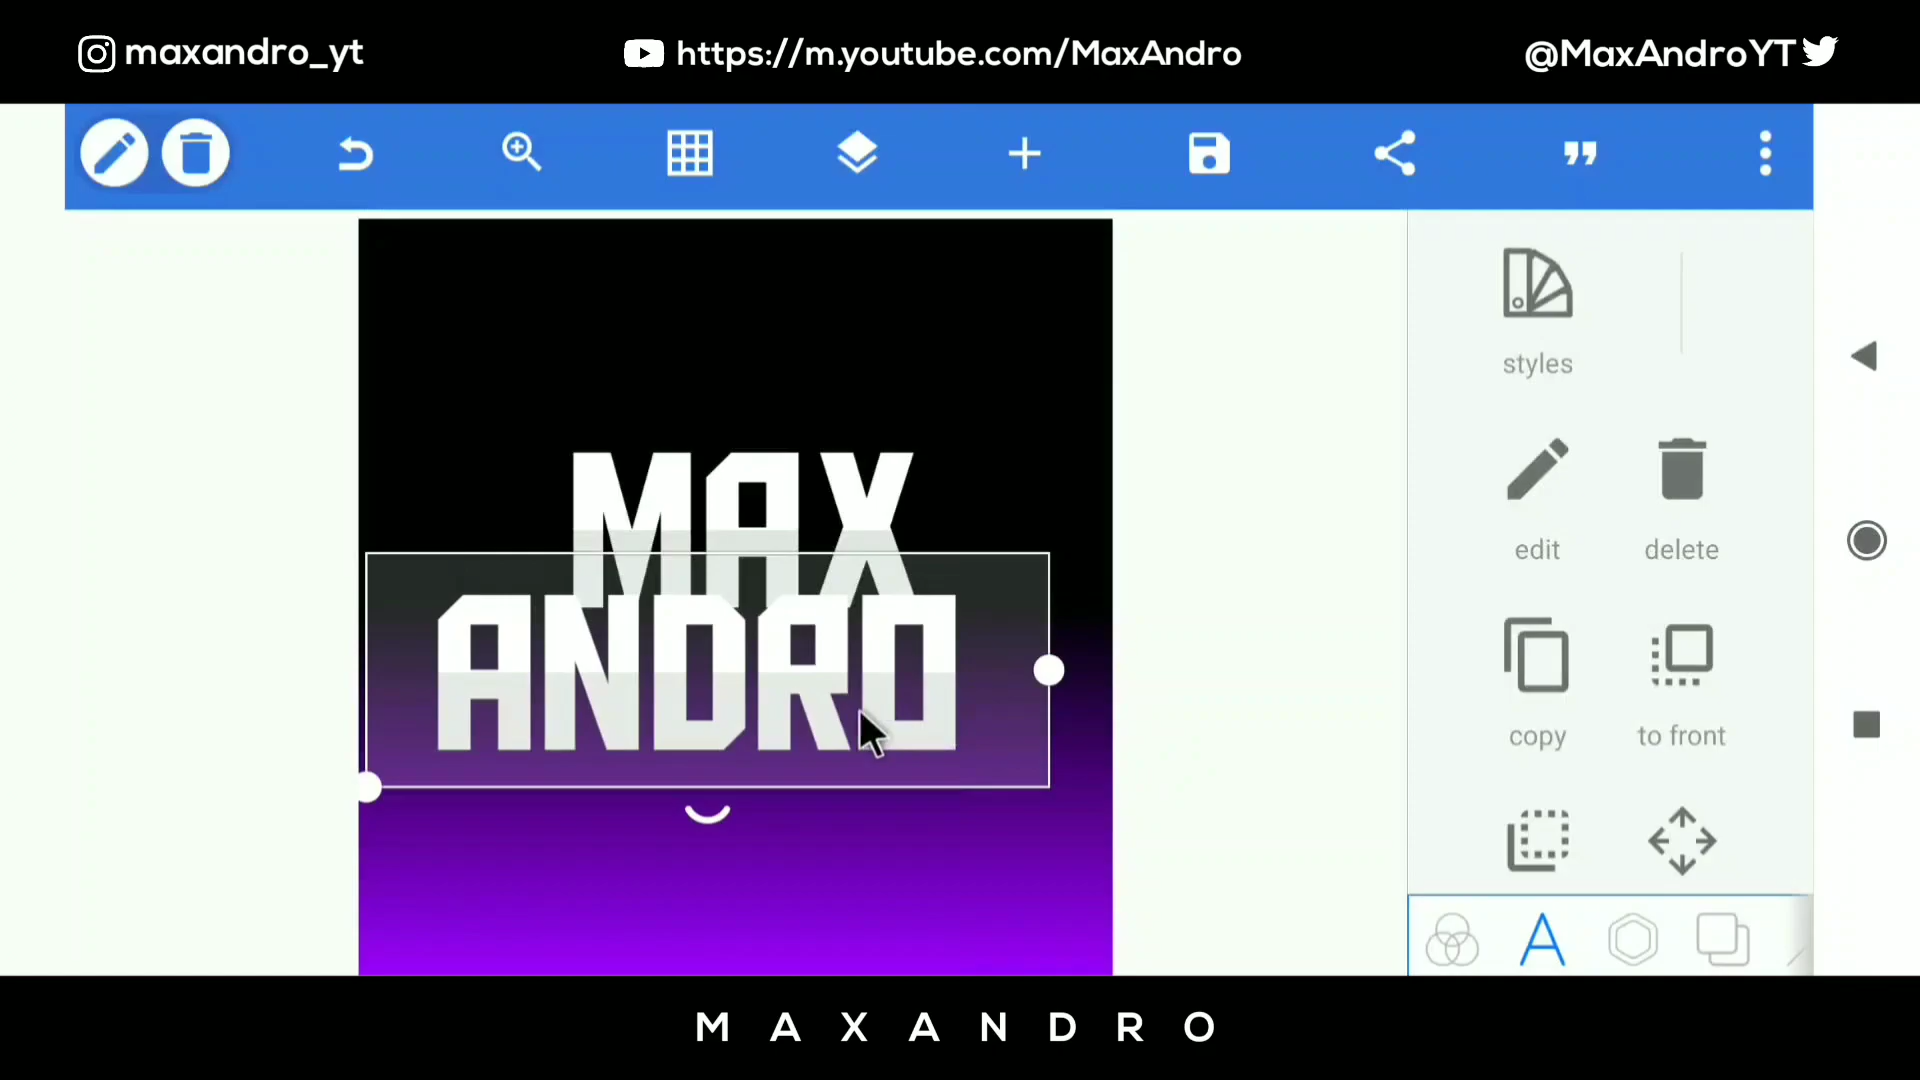 maxandro_yt
https://m.youtube.com/MaxAndro
@MaxAndroYT
styles
MAX
ANDRO
edit
delete
copy
to front
A
M A X A N D R O